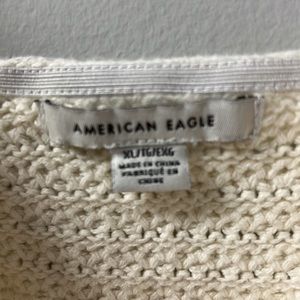 AMERICAN EAGLE
XL/TG/EXG
MADE IN CHINA
FABRIQUÉ EN
CHINE